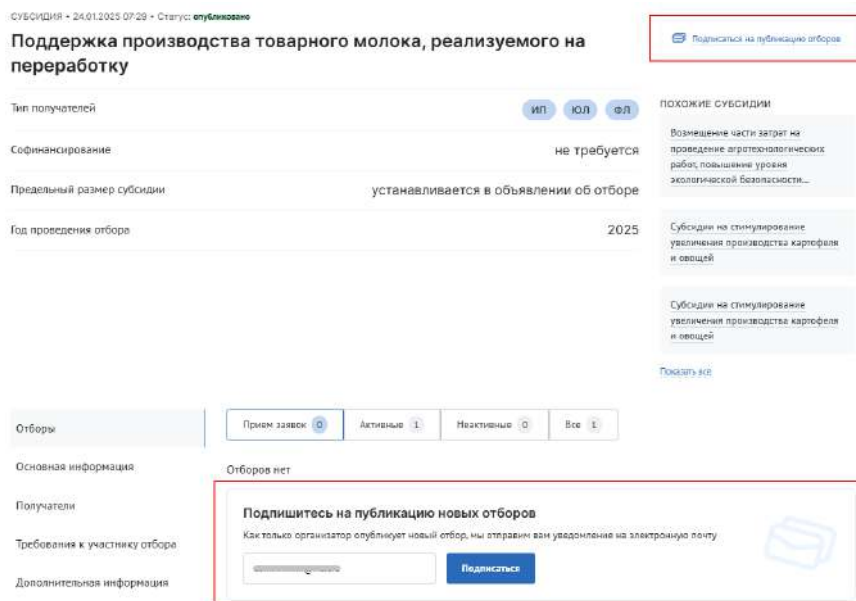 СУБСИДИЯ • 24.01.2025 07:29 • Статус: опубликовано
Поддержка производства товарного молока, реализуемого на
переработку
Подписаться на публикацию отборов
Тип получателей
ИП ЮЛ ФЛ
Софинансирование
не требуется
Предельный размер субсидии
устанавливается в объявлении об отборе
Год проведения отбора
2025
ПОХОЖИЕ СУБСИДИИ
Возмещение части затрат на
проведение агротехнологических
работ, повышение уровня
экологической безопасности...
Субсидии на стимулирование
увеличения производства картофеля
и овощей
Субсидии на стимулирование
увеличения производства картофеля
и овощей
Показать все
Отборы
Основная информация
Получатели
Требования к участнику отбора
Дополнительная информация
Прием заявок 0 Активные 1 Неактивные 0 Все 1
Отборов нет
Подпишитесь на публикацию новых отборов
Как только организатор опубликует новый отбор, мы отправим вам уведомление на электронную почту
Подписаться